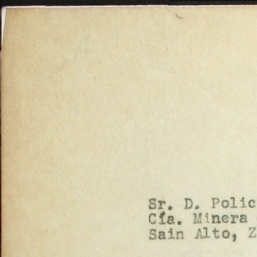 Sr. D. Polic
Cía. Minera
Sain Alto, Z